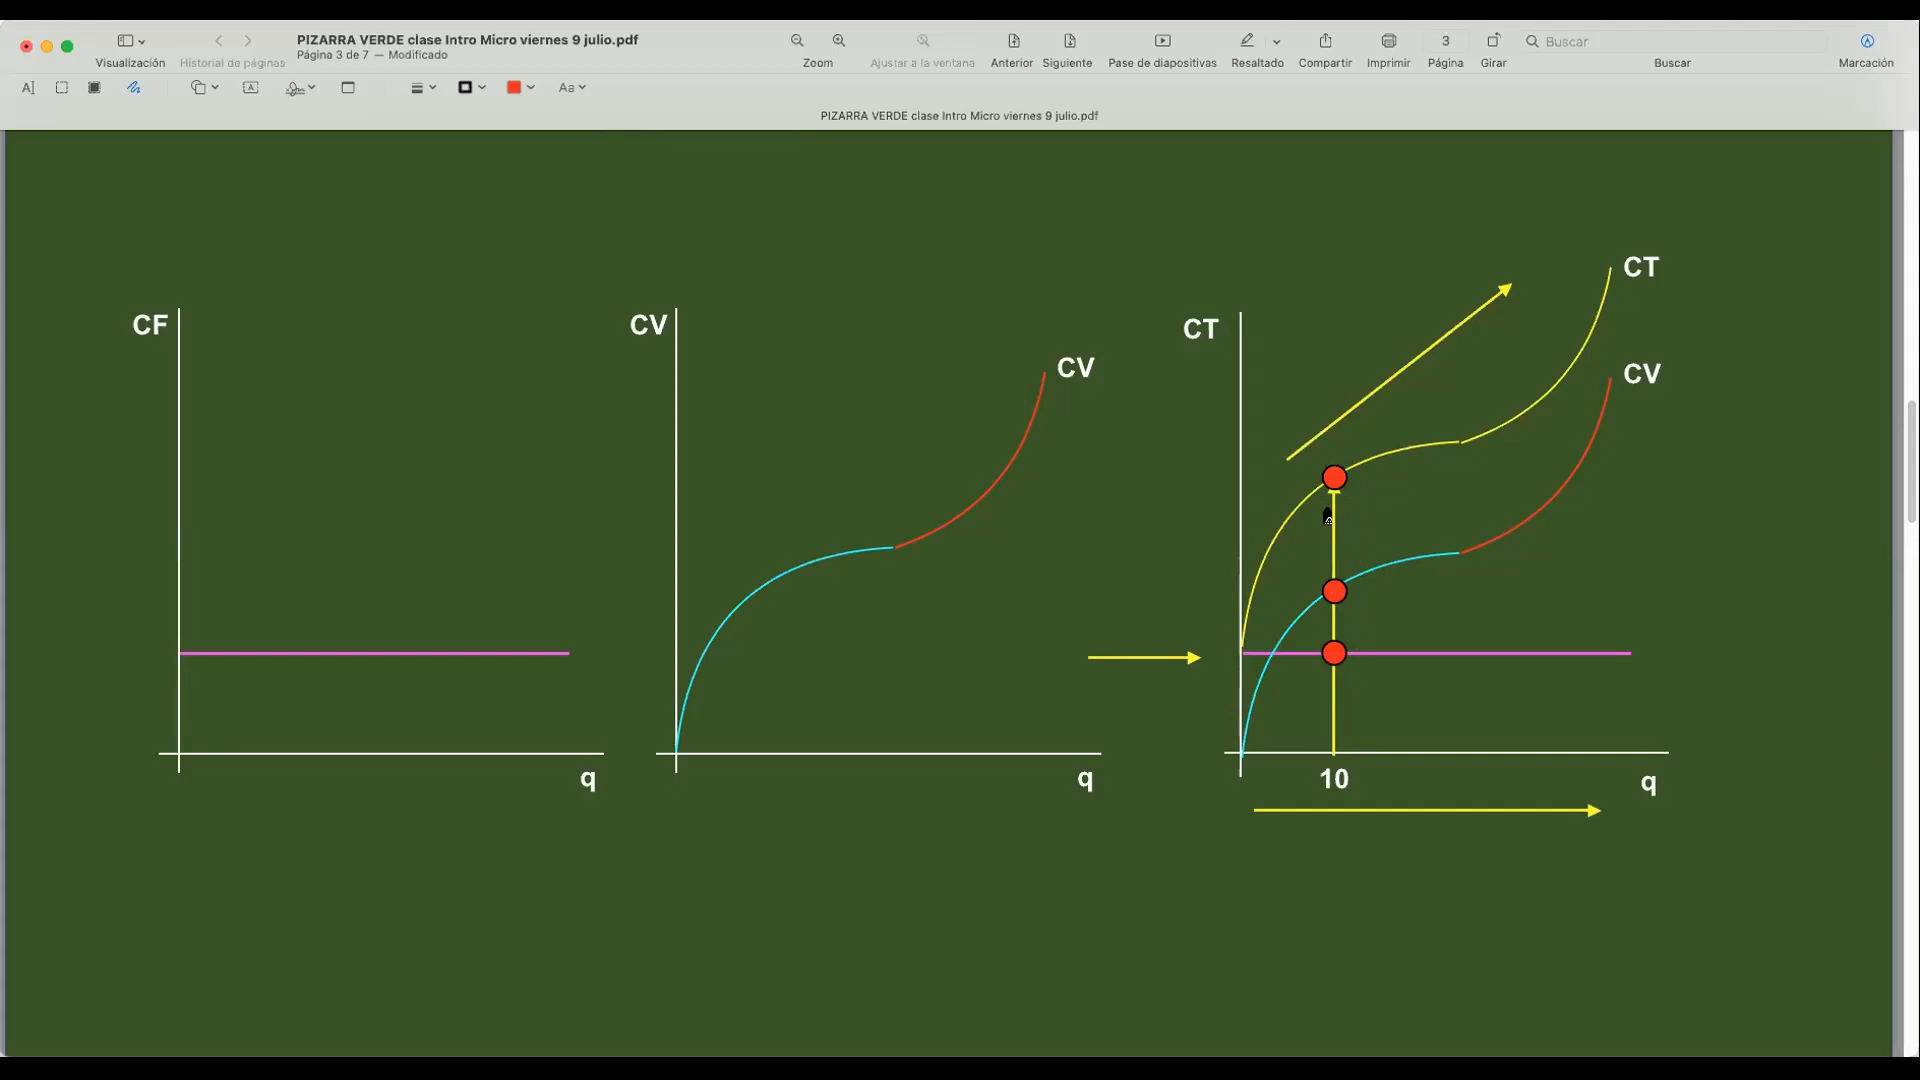 PIZARRA VERDE clase Intro Micro viernes 9 julio.pdf
Página 3 de 7 — Modificado
3
Buscar
Visualización
Historial de páginas
Zoom
Ajustar a la ventana
Anterior
Siguiente
Pase de diapositivas
Resaltado
Compartir
Imprimir
Página
Girar
Buscar
Marcación
Aa
PIZARRA VERDE clase Intro Micro viernes 9 julio.pdf
CF
q
CV
CV
q
CT
CT
CV
10
q